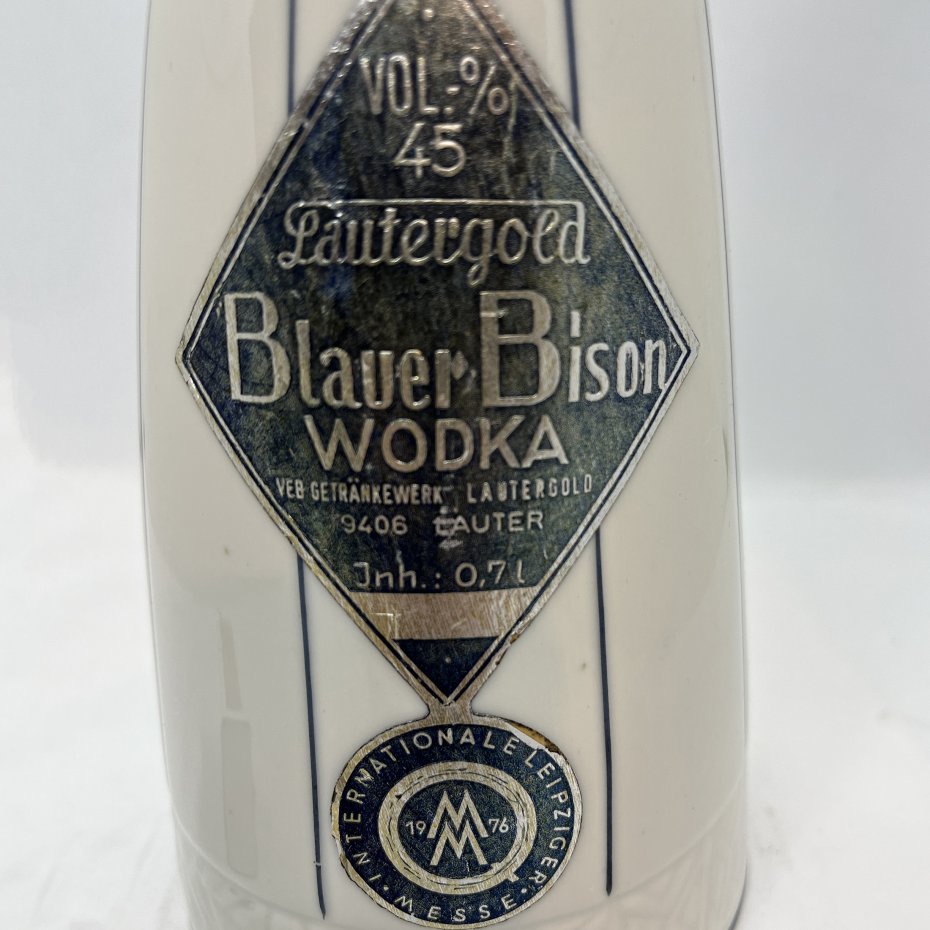 VOL.-%
45
Lautergold
Blauer Bison
WODKA
VEB GETRÄNKEWERK LAUTERGOLD
9406 LAUTER
Jnh.: 0,7 l
INTERNATIONALE LEIPZIGER
19 MM 76
• MESSE •